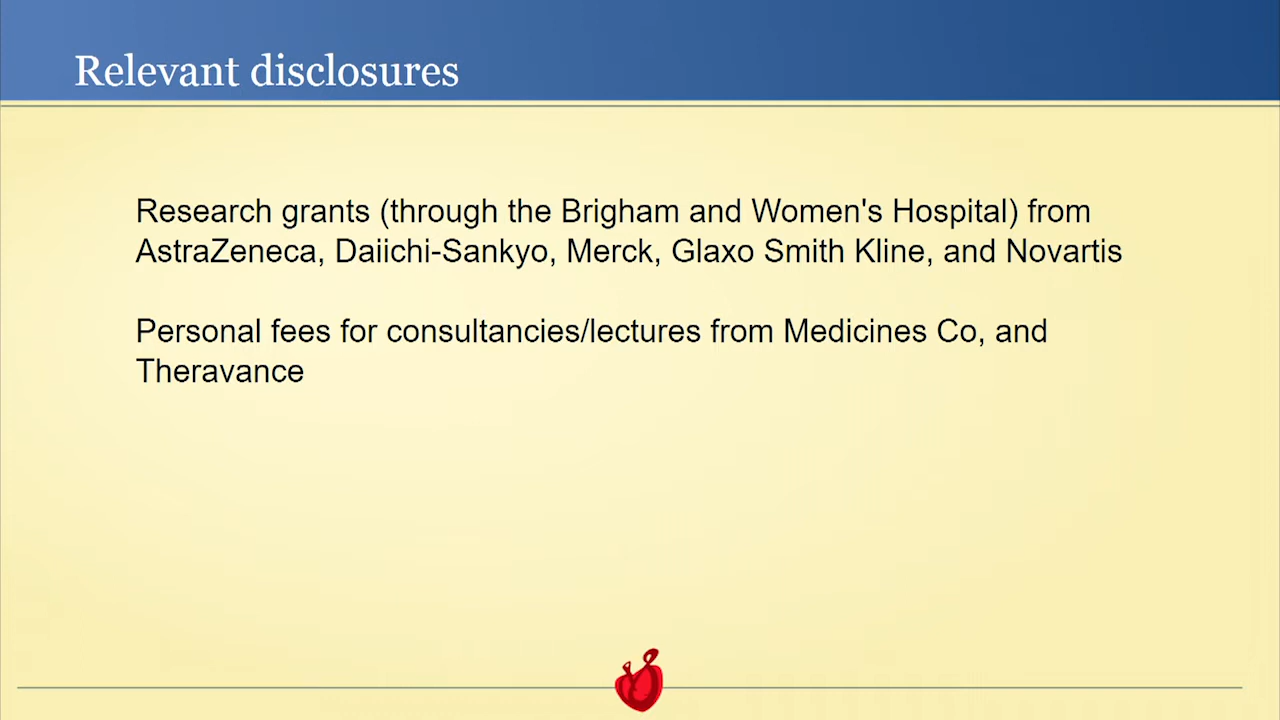 Relevant disclosures
Research grants (through the Brigham and Women's Hospital) from
AstraZeneca, Daiichi-Sankyo, Merck, Glaxo Smith Kline, and Novartis
Personal fees for consultancies/lectures from Medicines Co, and
Theravance